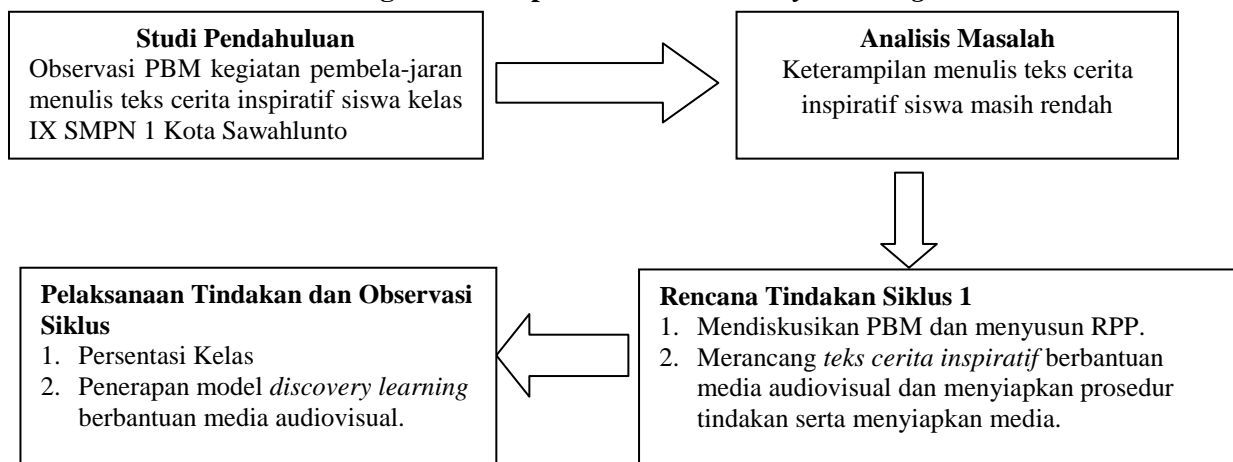 Studi Pendahuluan
Observasi PBM kegiatan pembela-jaran
menulis teks cerita inspiratif siswa kelas
IX SMPN 1 Kota Sawahlunto
Analisis Masalah
Keterampilan menulis teks cerita
inspiratif siswa masih rendah
Rencana Tindakan Siklus 1
1. Mendiskusikan PBM dan menyusun RPP.
2. Merancang teks cerita inspiratif berbantuan
media audiovisual dan menyiapkan prosedur
tindakan serta menyiapkan media.
Pelaksanaan Tindakan dan Observasi
Siklus
1. Persentasi Kelas
2. Penerapan model discovery learning
berbantuan media audiovisual.